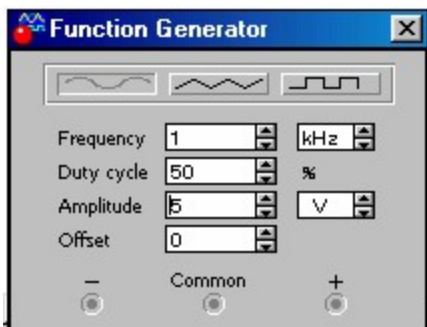 Function Generator
Frequency 1 kHz
Duty cycle 50 %
Amplitude 5 V
Offset 0
− Common +